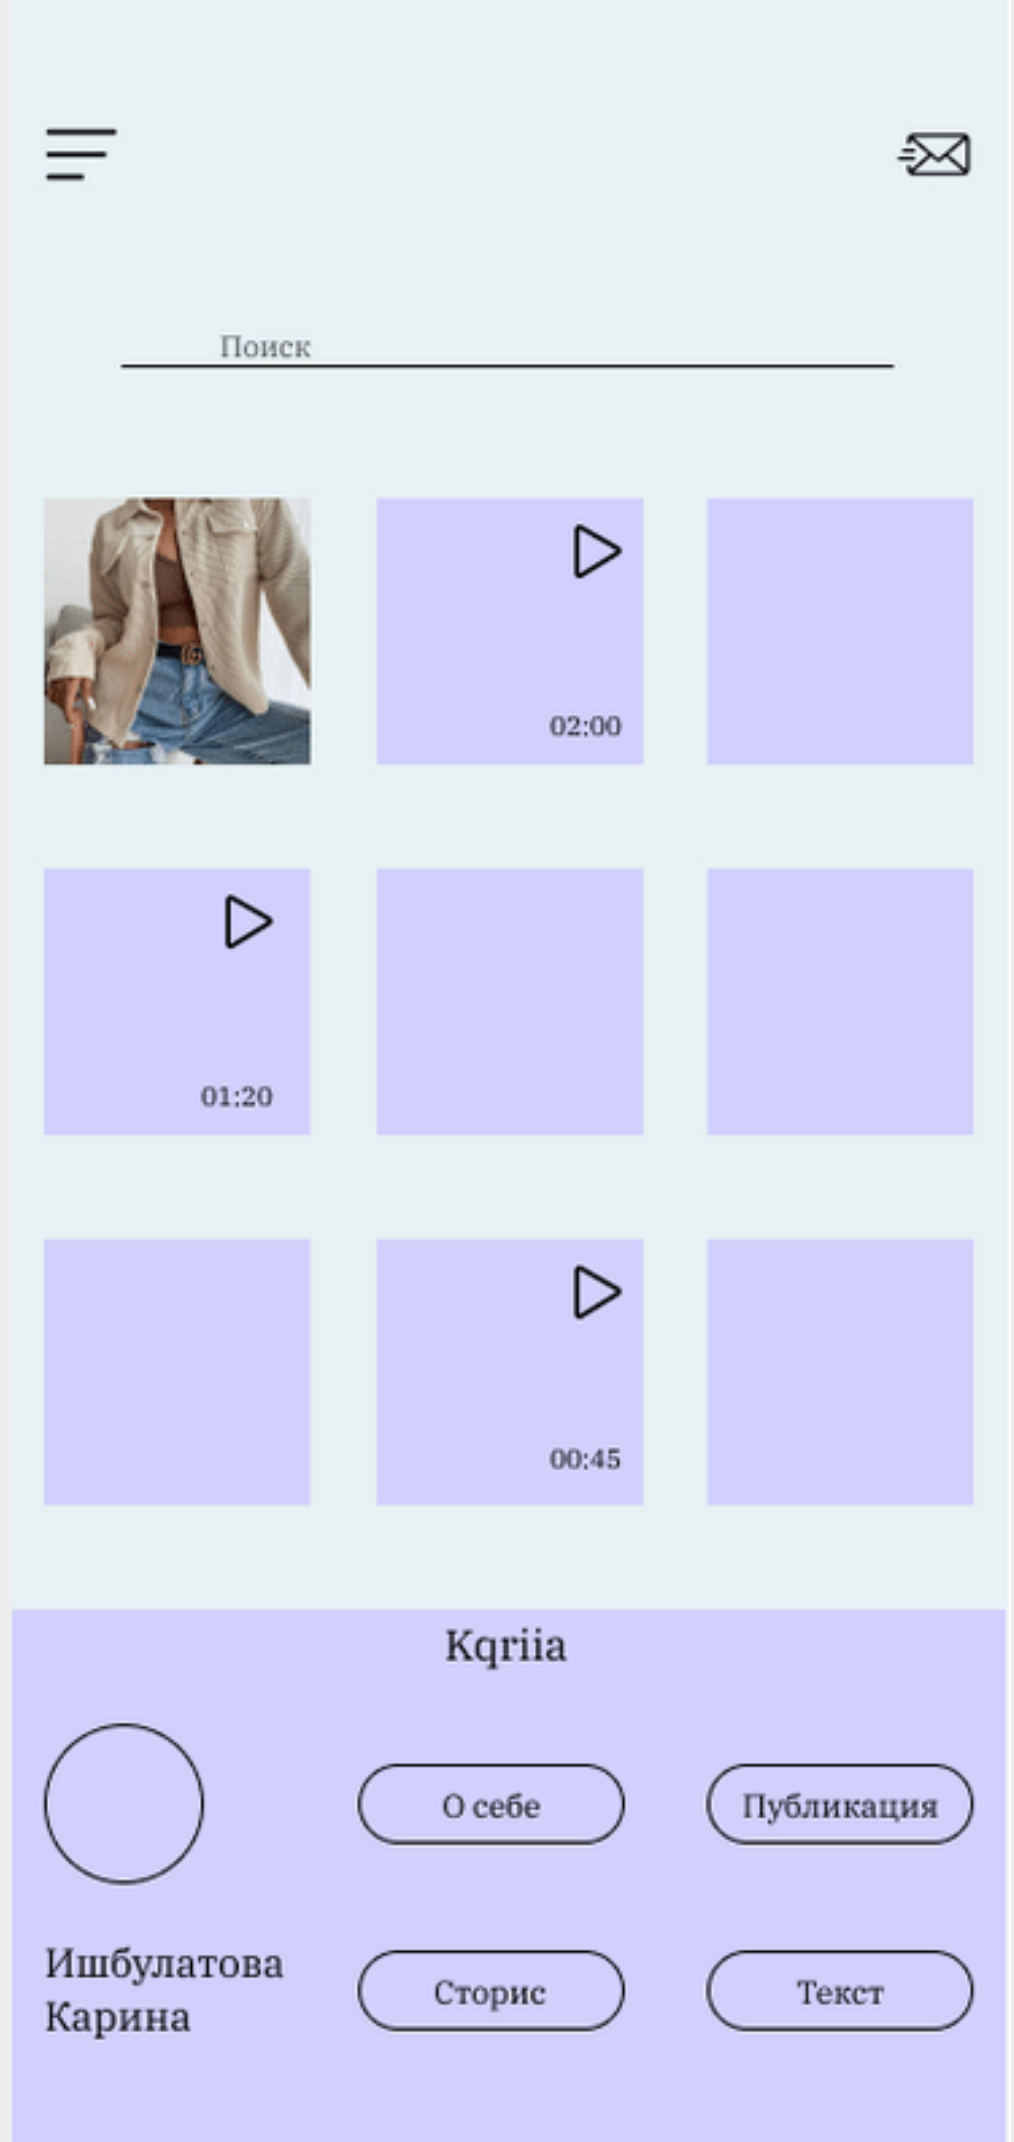 Поиск
02:00
01:20
00:45
Kqriia
О себе
Публикация
Ишбулатова
Карина
Сторис
Текст